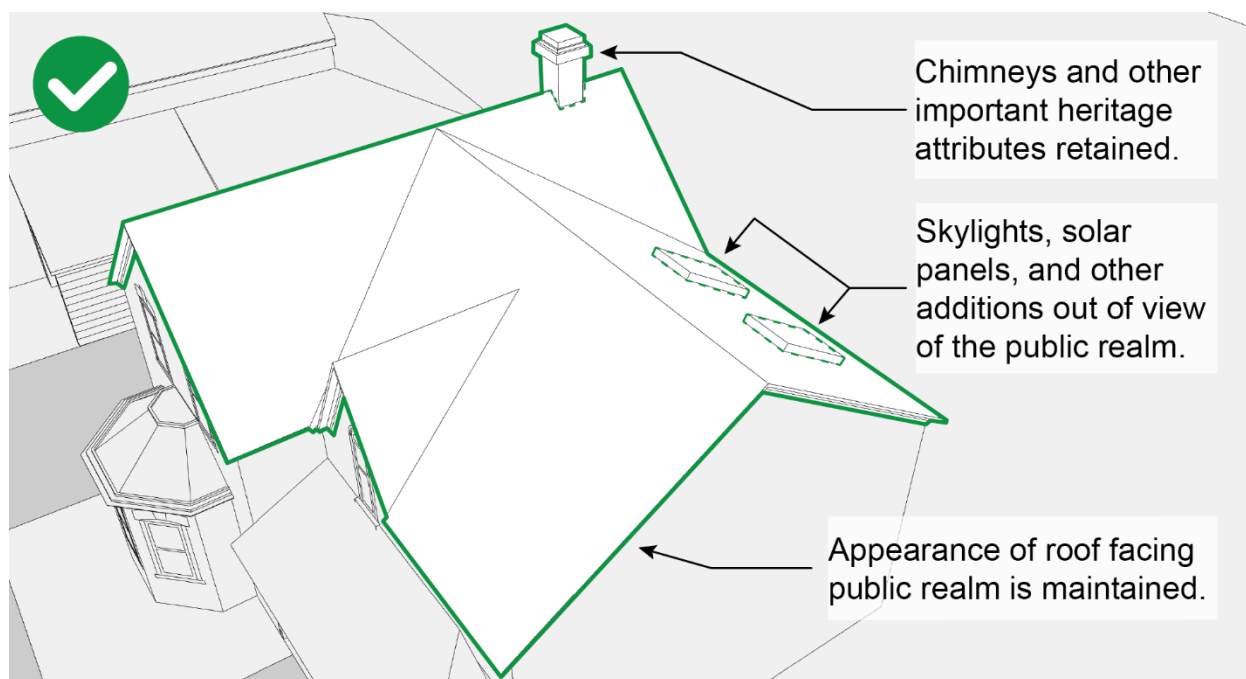 Chimneys and other
important heritage
attributes retained.
Skylights, solar
panels, and other
additions out of view
of the public realm.
Appearance of roof facing
public realm is maintained.